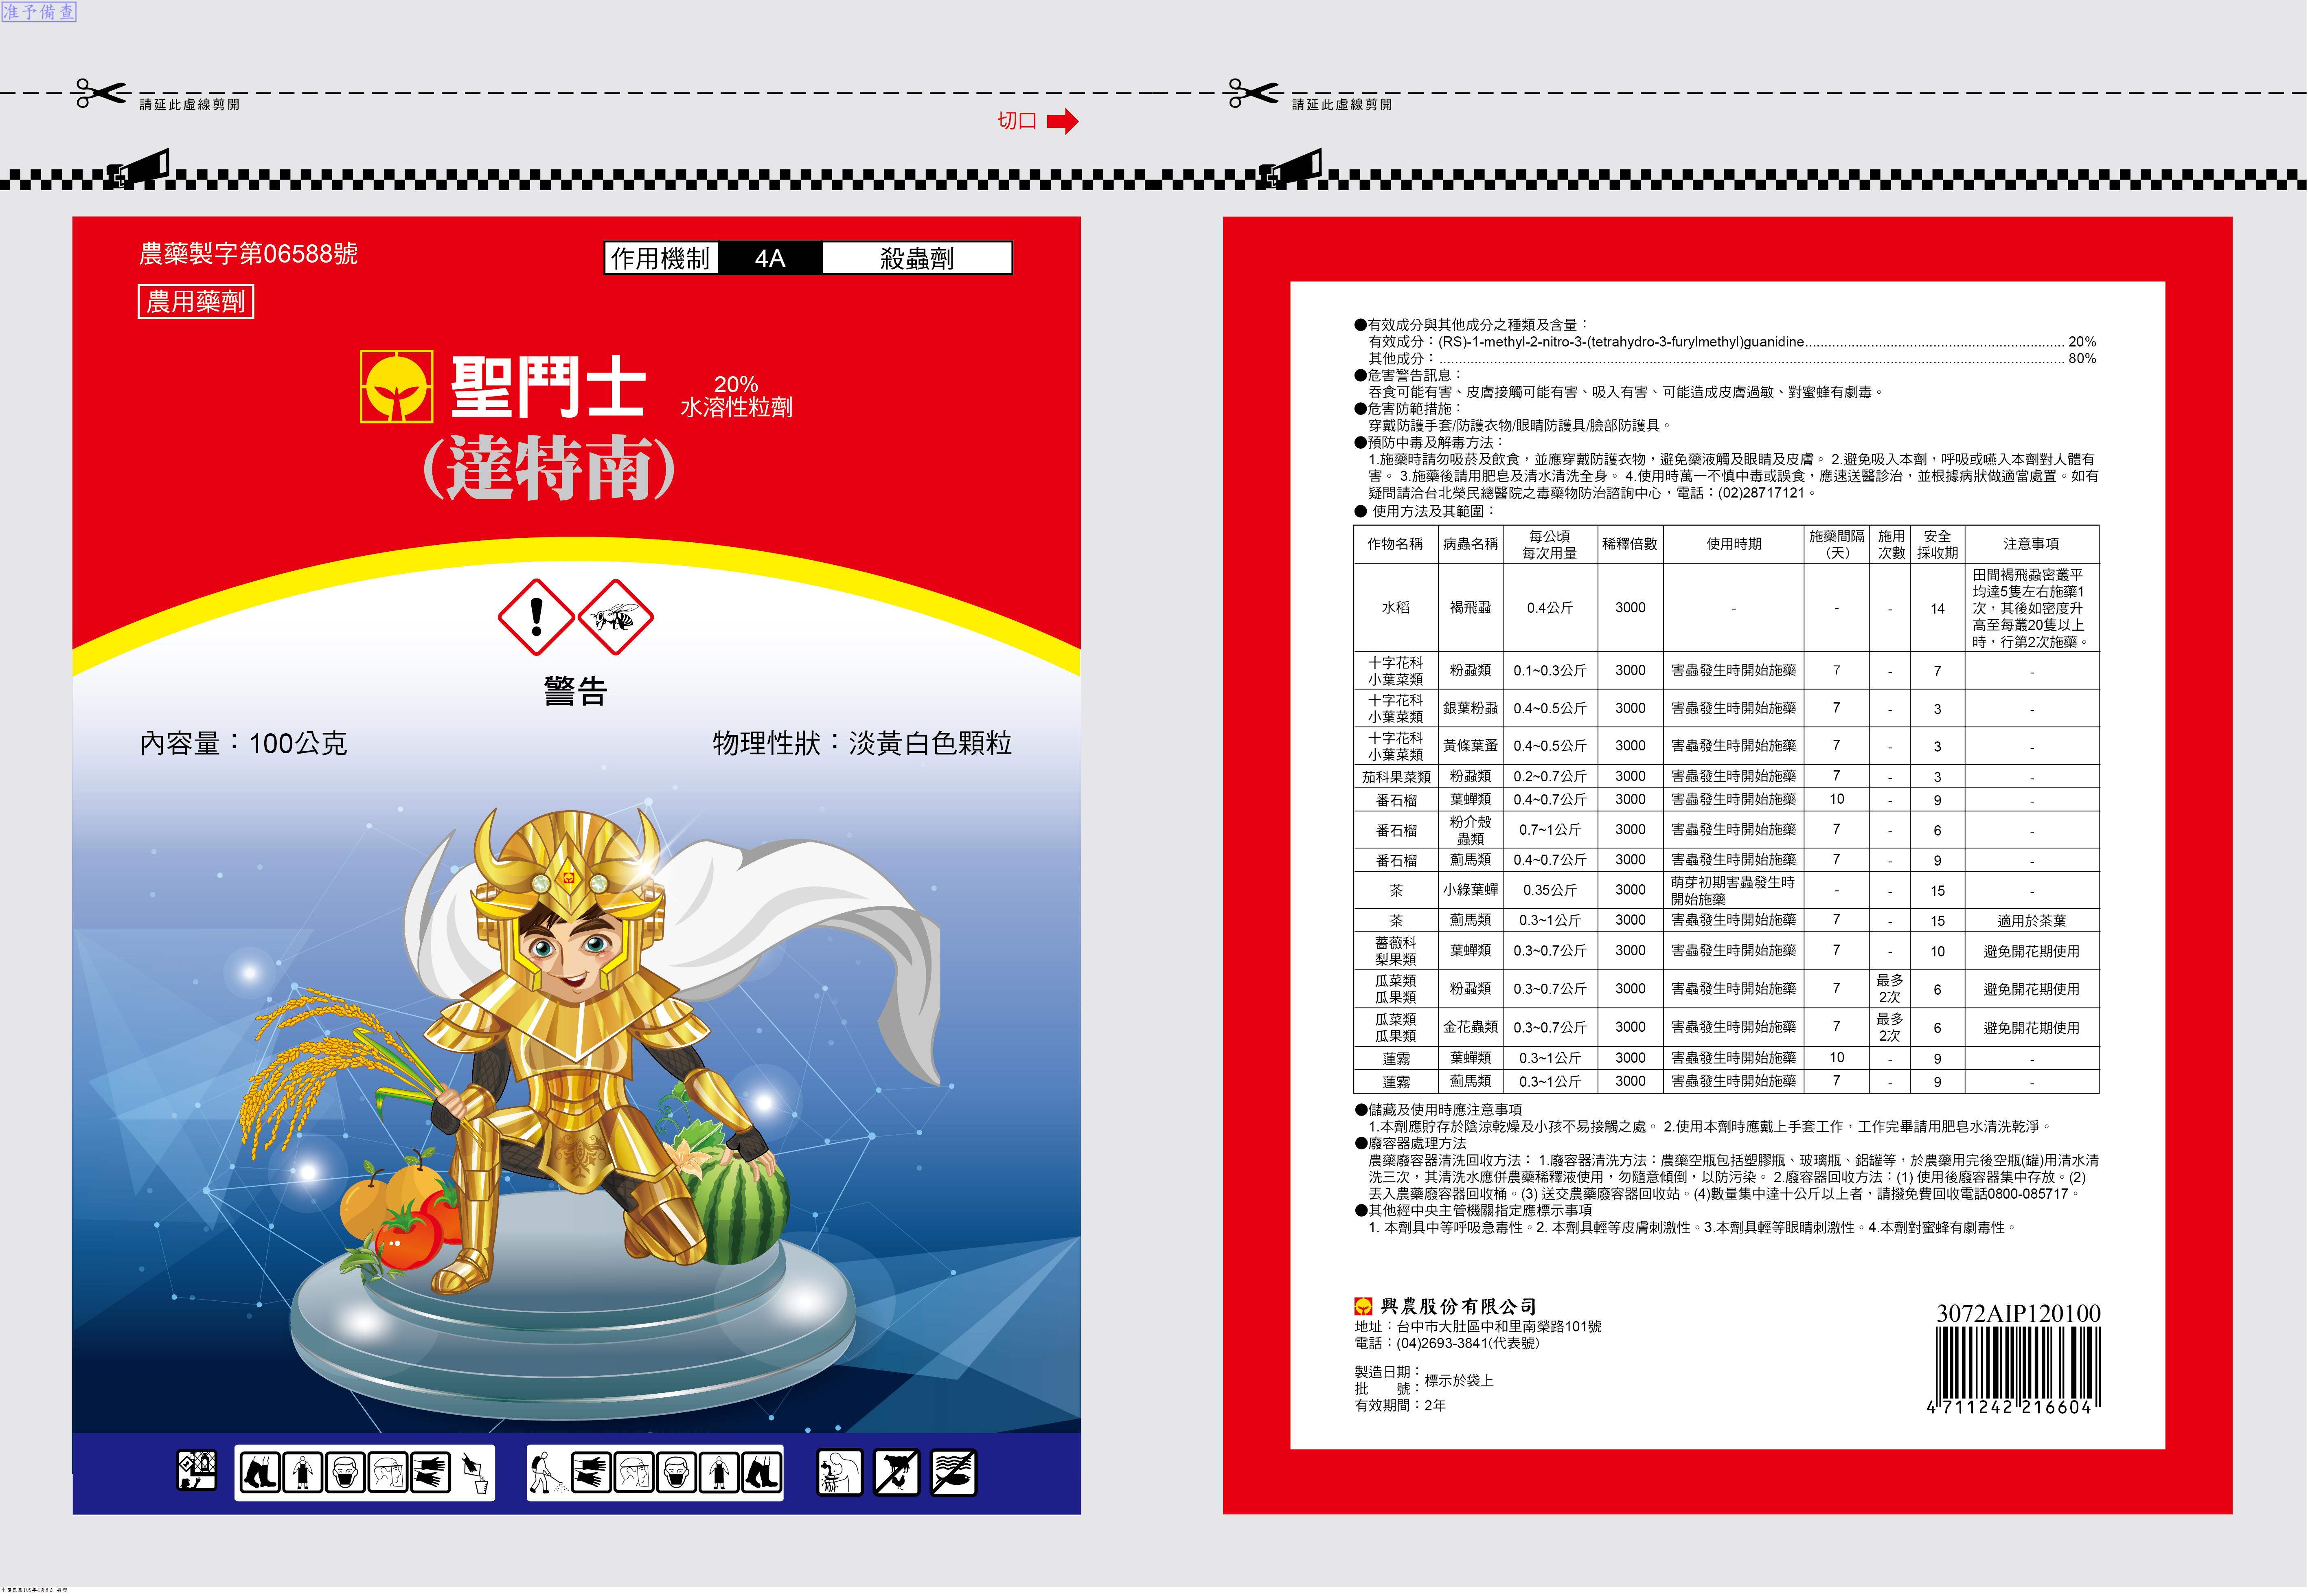 准予備查
請延此虛線剪開
請延此虛線剪開
切口
農藥製字第06588號
作用機制 4A 殺蟲劑
農用藥劑
聖鬥士
20%
水溶性粒劑
(達特南)
警告
內容量：100公克
物理性狀：淡黃白色顆粒
●有效成分與其他成分之種類及含量：
有效成分：(RS)-1-methyl-2-nitro-3-(tetrahydro-3-furylmethyl)guanidine 20%
其他成分： 80%
●危害警告訊息：
吞食可能有害、皮膚接觸可能有害、吸入有害、可能造成皮膚過敏、對蜜蜂有劇毒。
●危害防範措施：
穿戴防護手套/防護衣物/眼睛防護具/臉部防護具。
●預防中毒及解毒方法：
1.施藥時請勿吸菸及飲食，並應穿戴防護衣物，避免藥液觸及眼睛及皮膚。 2.避免吸入本劑，呼吸或嚥入本劑對人體有
害。 3.施藥後請用肥皂及清水清洗全身。 4.使用時萬一不慎中毒或誤食，應速送醫診治，並根據病狀做適當處置。如有
疑問請洽台北榮民總醫院之毒藥物防治諮詢中心，電話：(02)28717121。
● 使用方法及其範圍：
作物名稱 病蟲名稱 每公頃每次用量 稀釋倍數 使用時期 施藥間隔(天) 施用次數 安全採收期 注意事項
水稻 褐飛蝨 0.4公斤 3000 - - - 14 田間褐飛蝨密叢平均達5隻左右施藥1次，其後如密度升高至每叢20隻以上時，行第2次施藥。
十字花科小葉菜類 粉蝨類 0.1~0.3公斤 3000 害蟲發生時開始施藥 7 - 7 -
十字花科小葉菜類 銀葉粉蝨 0.4~0.5公斤 3000 害蟲發生時開始施藥 7 - 3 -
十字花科小葉菜類 黃條葉蚤 0.4~0.5公斤 3000 害蟲發生時開始施藥 7 - 3 -
茄科果菜類 粉蝨類 0.2~0.7公斤 3000 害蟲發生時開始施藥 7 - 3 -
番石榴 葉蟬類 0.4~0.7公斤 3000 害蟲發生時開始施藥 10 - 9 -
番石榴 粉介殼蟲類 0.7~1公斤 3000 害蟲發生時開始施藥 7 - 6 -
番石榴 薊馬類 0.4~0.7公斤 3000 害蟲發生時開始施藥 7 - 9 -
茶 小綠葉蟬 0.35公斤 3000 萌芽初期害蟲發生時開始施藥 - - 15 -
茶 薊馬類 0.3~1公斤 3000 害蟲發生時開始施藥 7 - 15 適用於茶葉
薔薇科梨果類 葉蟬類 0.3~0.7公斤 3000 害蟲發生時開始施藥 7 - 10 避免開花期使用
瓜菜類瓜果類 粉蝨類 0.3~0.7公斤 3000 害蟲發生時開始施藥 7 最多2次 6 避免開花期使用
瓜菜類瓜果類 金花蟲類 0.3~0.7公斤 3000 害蟲發生時開始施藥 7 最多2次 6 避免開花期使用
蓮霧 葉蟬類 0.3~1公斤 3000 害蟲發生時開始施藥 10 - 9 -
蓮霧 薊馬類 0.3~1公斤 3000 害蟲發生時開始施藥 7 - 9 -
●儲藏及使用時應注意事項
1.本劑應貯存於陰涼乾燥及小孩不易接觸之處。 2.使用本劑時應戴上手套工作，工作完畢請用肥皂水清洗乾淨。
●廢容器處理方法
農藥廢容器清洗回收方法： 1.廢容器清洗方法：農藥空瓶包括塑膠瓶、玻璃瓶、鋁罐等，於農藥用完後空瓶(罐)用清水清
洗三次，其清洗水應併農藥稀釋液使用，勿隨意傾倒，以防污染。 2.廢容器回收方法：(1) 使用後廢容器集中存放。(2)
丟入農藥廢容器回收桶。(3) 送交農藥廢容器回收站。(4)數量集中達十公斤以上者，請撥免費回收電話0800-085717。
●其他經中央主管機關指定應標示事項
1. 本劑具中等呼吸急毒性。2. 本劑具輕等皮膚刺激性。3.本劑具輕等眼睛刺激性。4.本劑對蜜蜂有劇毒性。
興農股份有限公司
地址：台中市大肚區中和里南榮路101號
電話：(04)2693-3841(代表號)
製造日期：
批　　號：標示於袋上
有效期間：2年
3072AIP120100
4 711242 216604